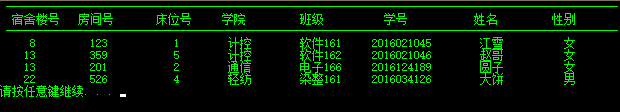 宿舍楼号 房间号 床位号 学院 班级 学号 姓名 性别
8 123 1 计控 软件161 2016021045 江雪 女
13 359 5 计控 软件162 2016021046 赵哥 女
13 201 2 通信 电子166 2016124189 圆子 女
22 526 4 轻纺 染整161 2016034126 大饼 男
请按任意键继续. . .